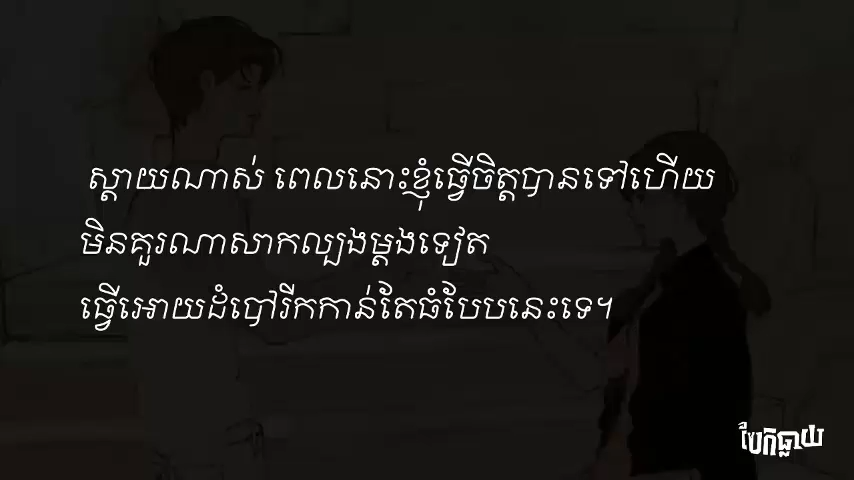 ស្ដាយណាស់ ពេលនោះខ្ញុំធ្វើចិត្តបានទៅហើយ
មិនគួរណាសាកល្បងម្ដងទៀត
ធ្វើអោយដំបៅរីកកាន់តែធំបែបនេះទេ។
បែកធ្លាយ